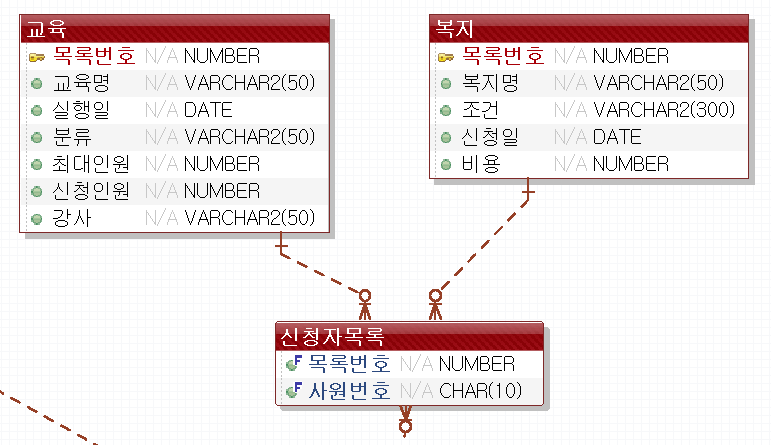 교육
목록번호 N/A NUMBER
교육명 N/A VARCHAR2(50)
실행일 N/A DATE
분류 N/A VARCHAR2(50)
최대인원 N/A NUMBER
신청인원 N/A NUMBER
강사 N/A VARCHAR2(50)
복지
목록번호 N/A NUMBER
복지명 N/A VARCHAR2(50)
조건 N/A VARCHAR2(300)
신청일 N/A DATE
비용 N/A NUMBER
신청자목록
F 목록번호 N/A NUMBER
F 사원번호 N/A CHAR(10)